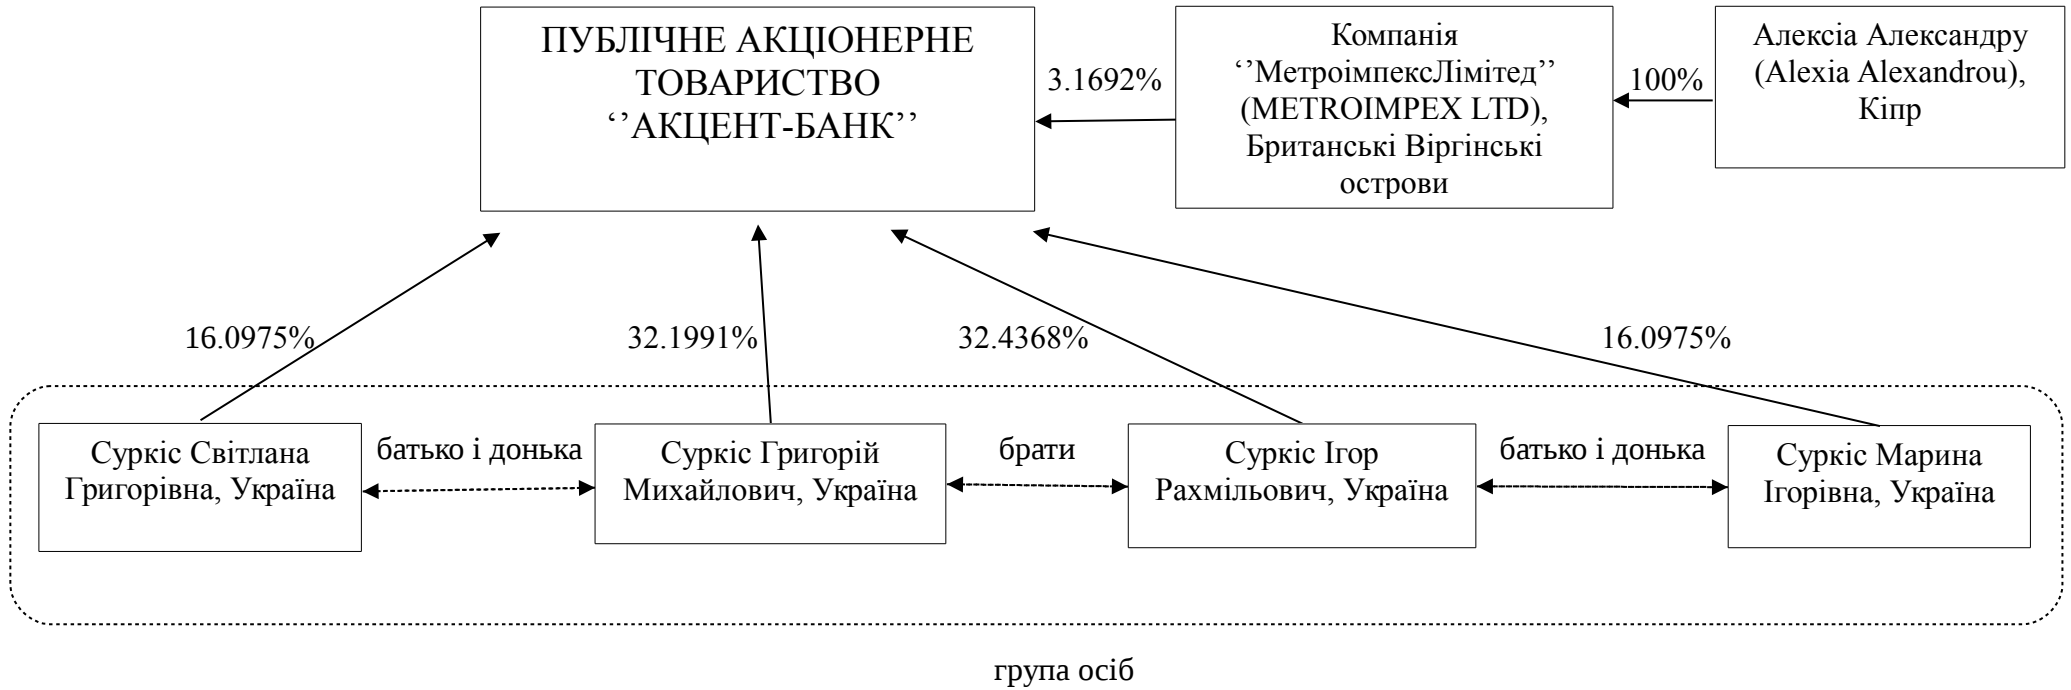 ПУБЛІЧНЕ АКЦІОНЕРНЕ
ТОВАРИСТВО
‘’АКЦЕНТ-БАНК’’
3.1692%
Компанія
‘’МетроімпексЛімітед’’
(METROIMPEX LTD),
Британські Віргінські
острови
100%
Алексіа Александру
(Alexia Alexandrou),
Кіпр
16.0975%
32.1991%
32.4368%
16.0975%
Суркіс Світлана
Григорівна, Україна
батько і донька
Суркіс Григорій
Михайлович, Україна
брати
Суркіс Ігор
Рахмільович, Україна
батько і донька
Суркіс Марина
Ігорівна, Україна
група осіб